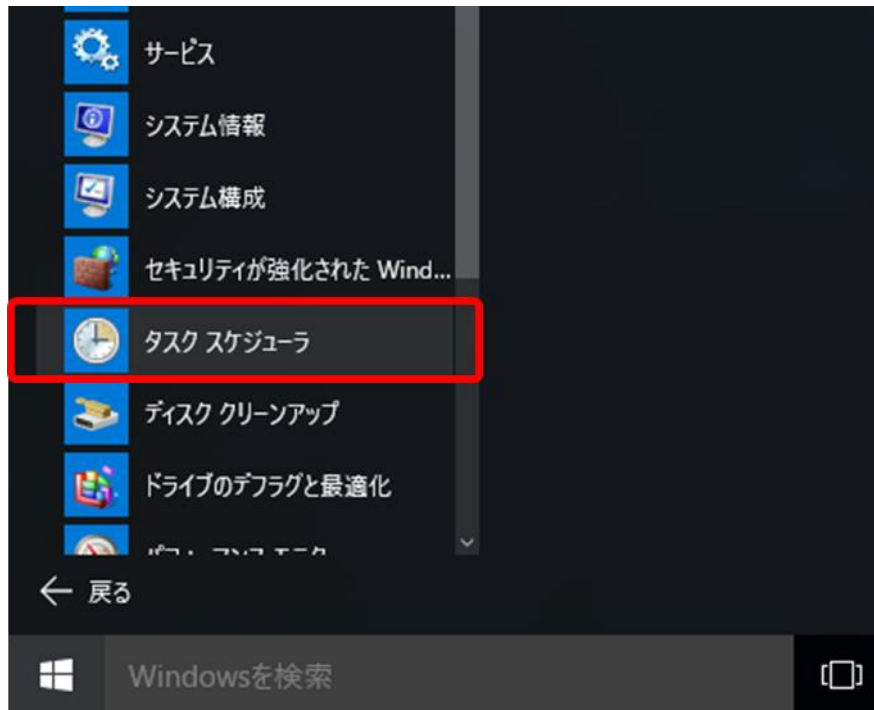 サービス
システム情報
システム構成
セキュリティが強化された Wind...
タスク スケジューラ
ディスク クリーンアップ
ドライブのデフラグと最適化
戻る
Windowsを検索